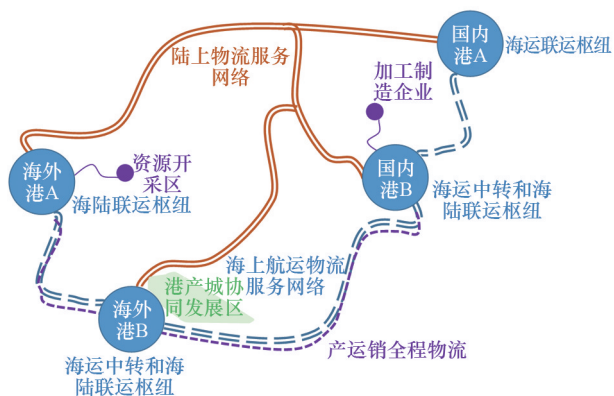 国内
港A
海运联运枢纽
陆上物流服务
网络
加工制
造企业
海外
港A
资源开
采区
海陆联运枢纽
国内
港B
海运中转和海
陆联运枢纽
海上航运物流
服务网络
港产城协
同发展区
海外
港B
产运销全程物流
海运中转和海
陆联运枢纽